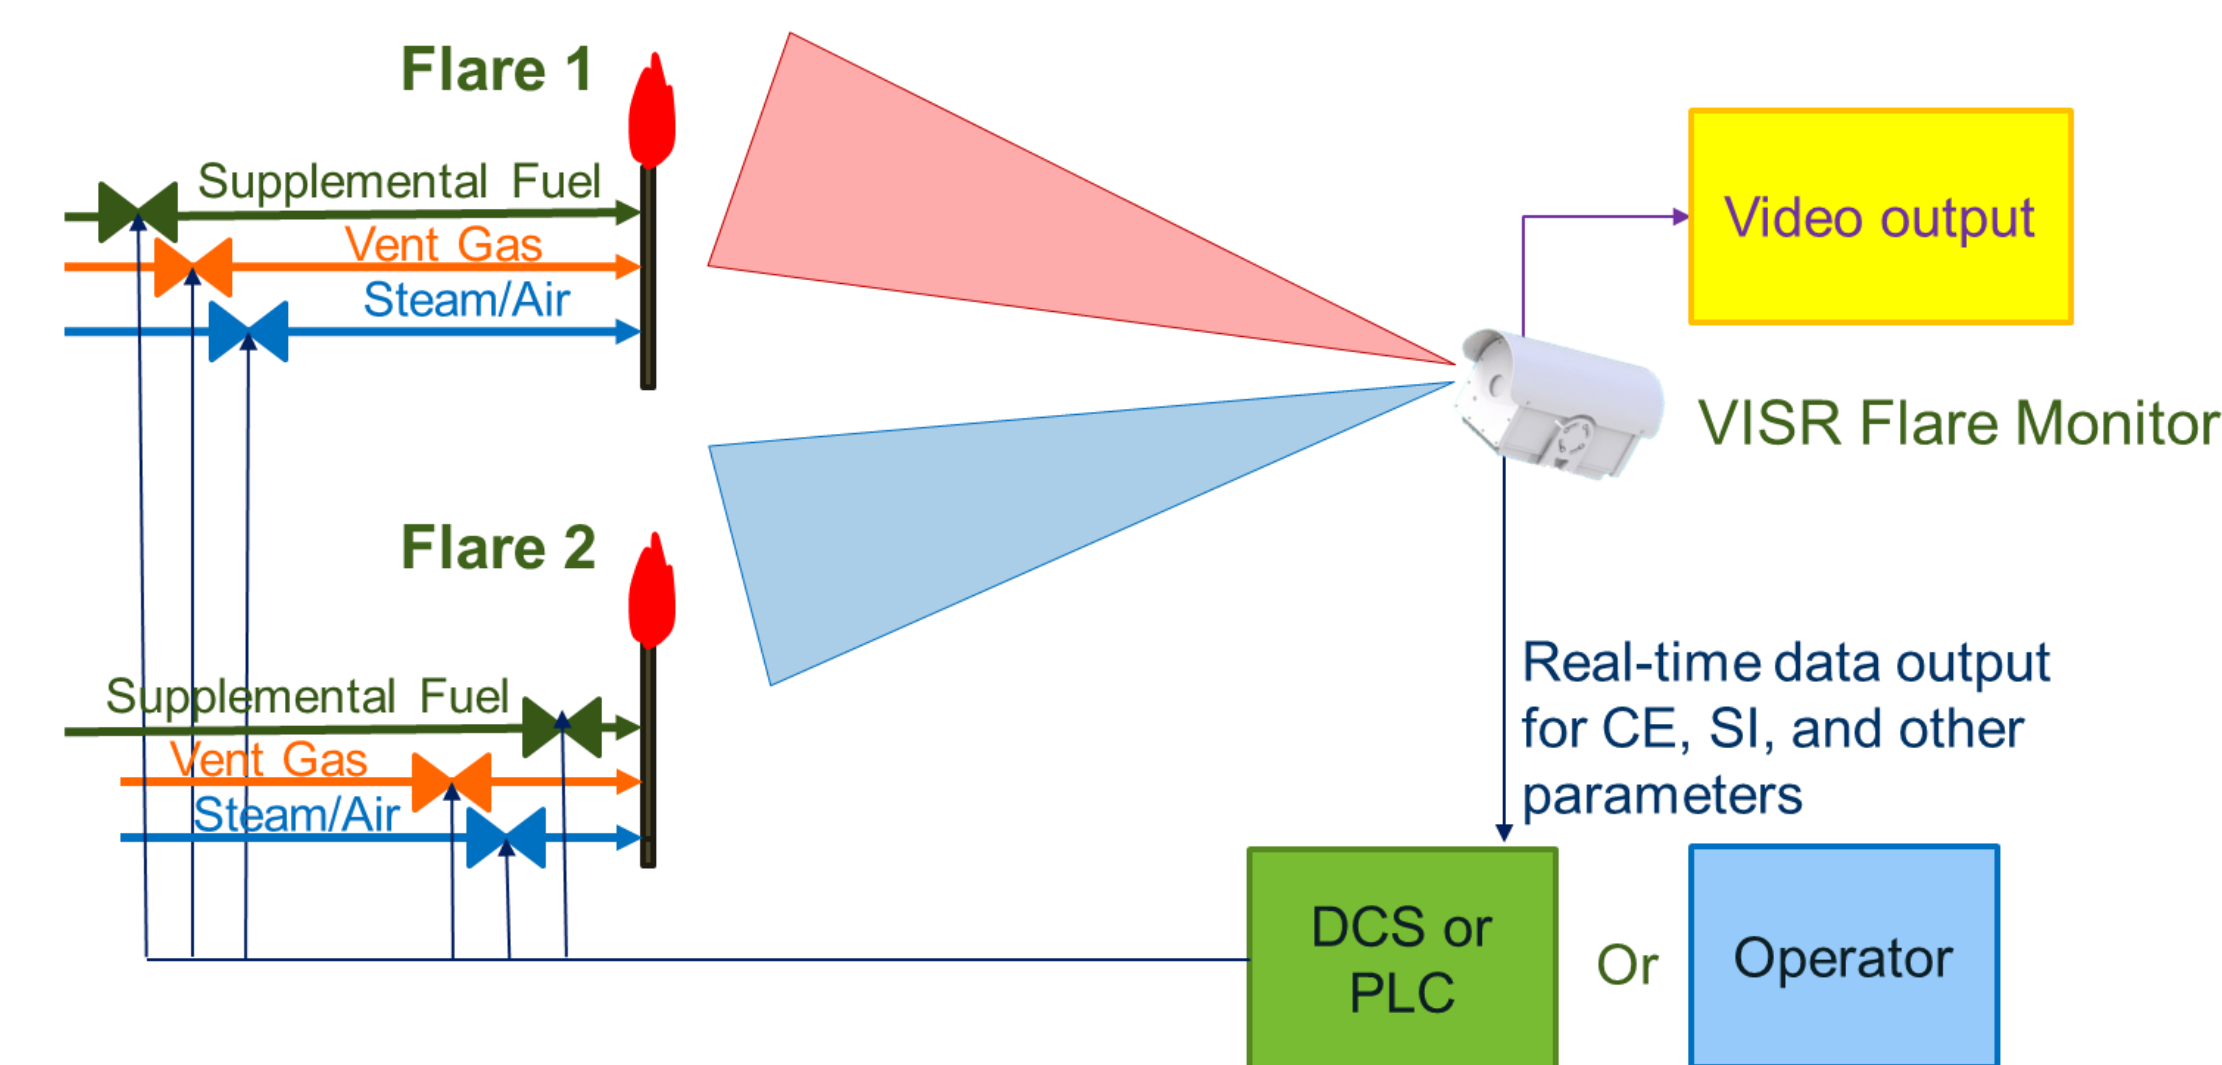 Flare 1
Supplemental Fuel
Vent Gas
Steam/Air
Video output
VISR Flare Monitor
Flare 2
Supplemental Fuel
Vent Gas
Steam/Air
Real-time data output
for CE, SI, and other
parameters
DCS or
PLC
Or
Operator